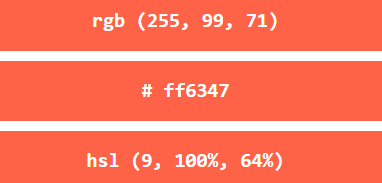 rgb (255, 99, 71)
# ff6347
hsl (9, 100%, 64%)